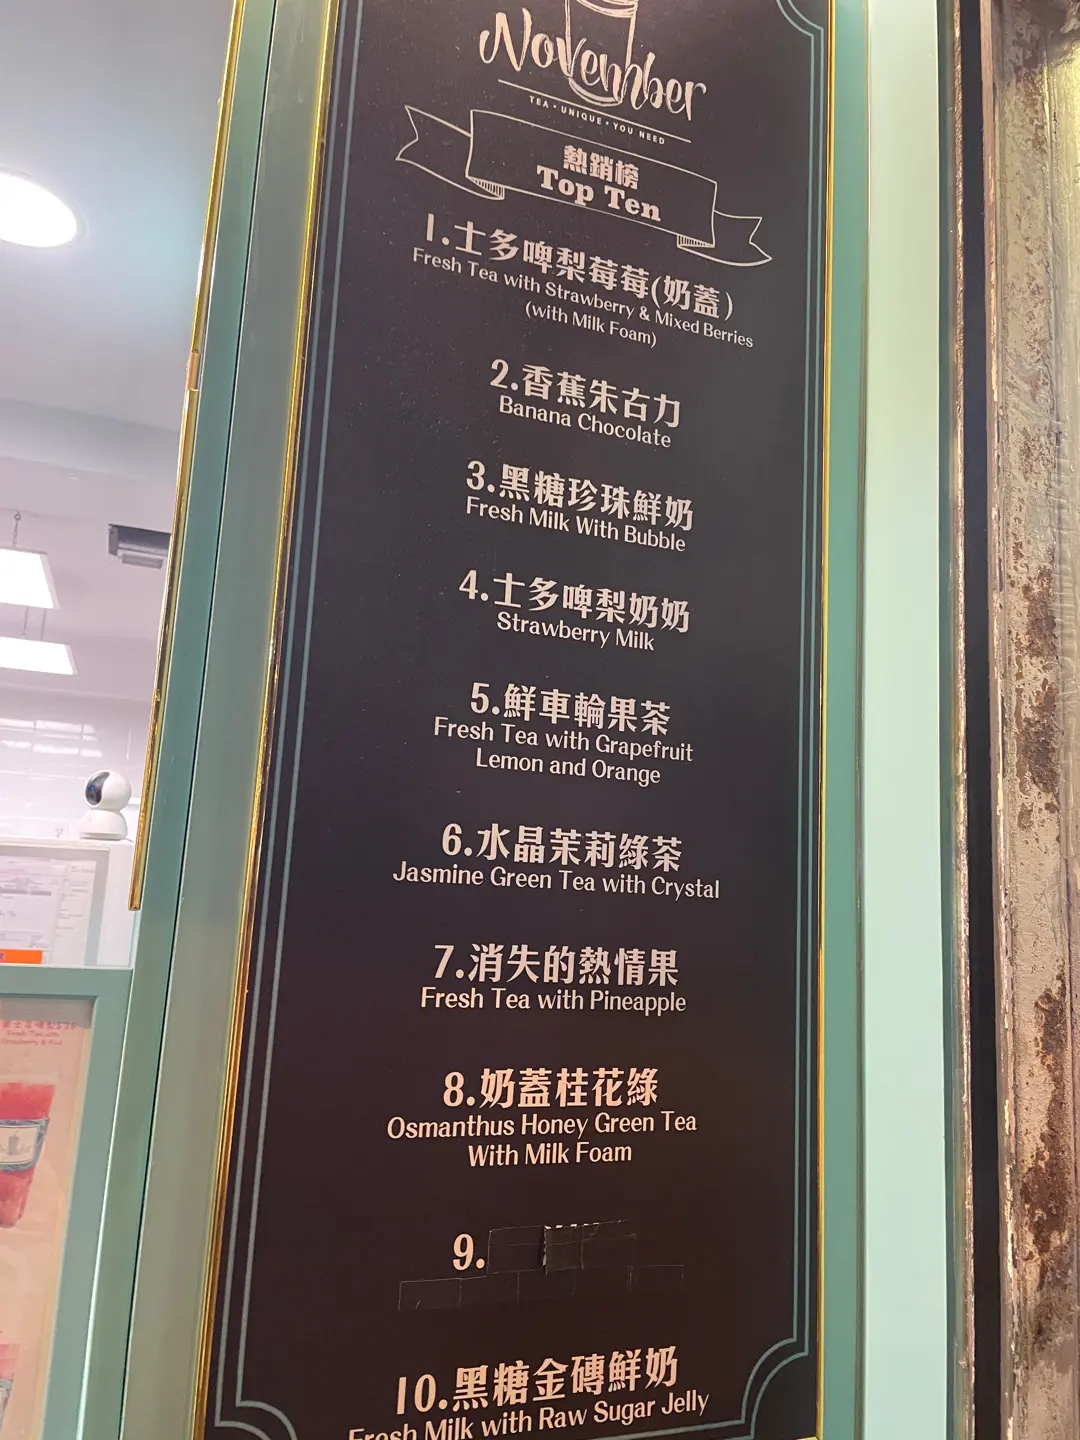 November
TEA • UNIQUE • YOU NEED
熱銷榜
Top Ten
1.士多啤梨莓莓(奶蓋)
Fresh Tea with Strawberry & Mixed Berries
(with Milk Foam)
2.香蕉朱古力
Banana Chocolate
3.黑糖珍珠鮮奶
Fresh Milk With Bubble
4.士多啤梨奶奶
Strawberry Milk
5.鮮車輪果茶
Fresh Tea with Grapefruit
Lemon and Orange
6.水晶茉莉綠茶
Jasmine Green Tea with Crystal
7.消失的熱情果
Fresh Tea with Pineapple
8.奶蓋桂花綠
Osmanthus Honey Green Tea
With Milk Foam
9.
10.黑糖金磚鮮奶
Fresh Milk with Raw Sugar Jelly
Fresh Tea with
Strawberry & Kiwi